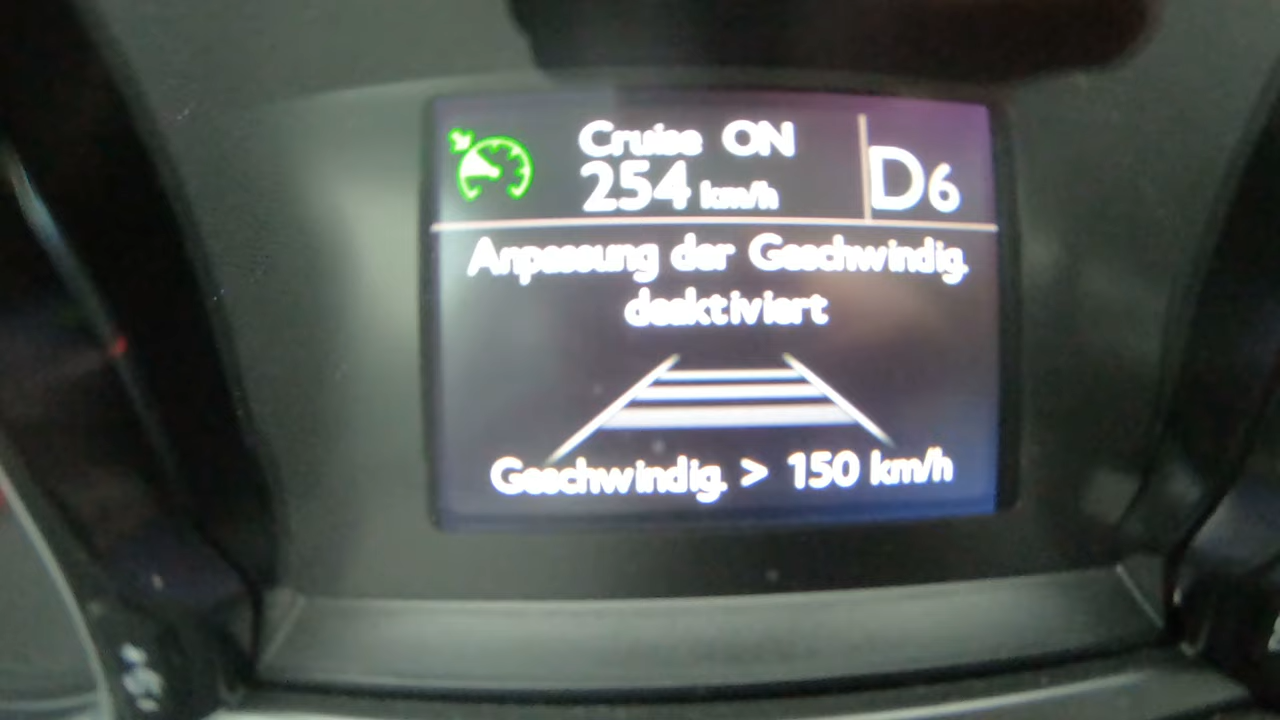 Cruise ON
254 km/h
D6
Anpassung der Geschwindig.
deaktiviert
Geschwindig. > 150 km/h